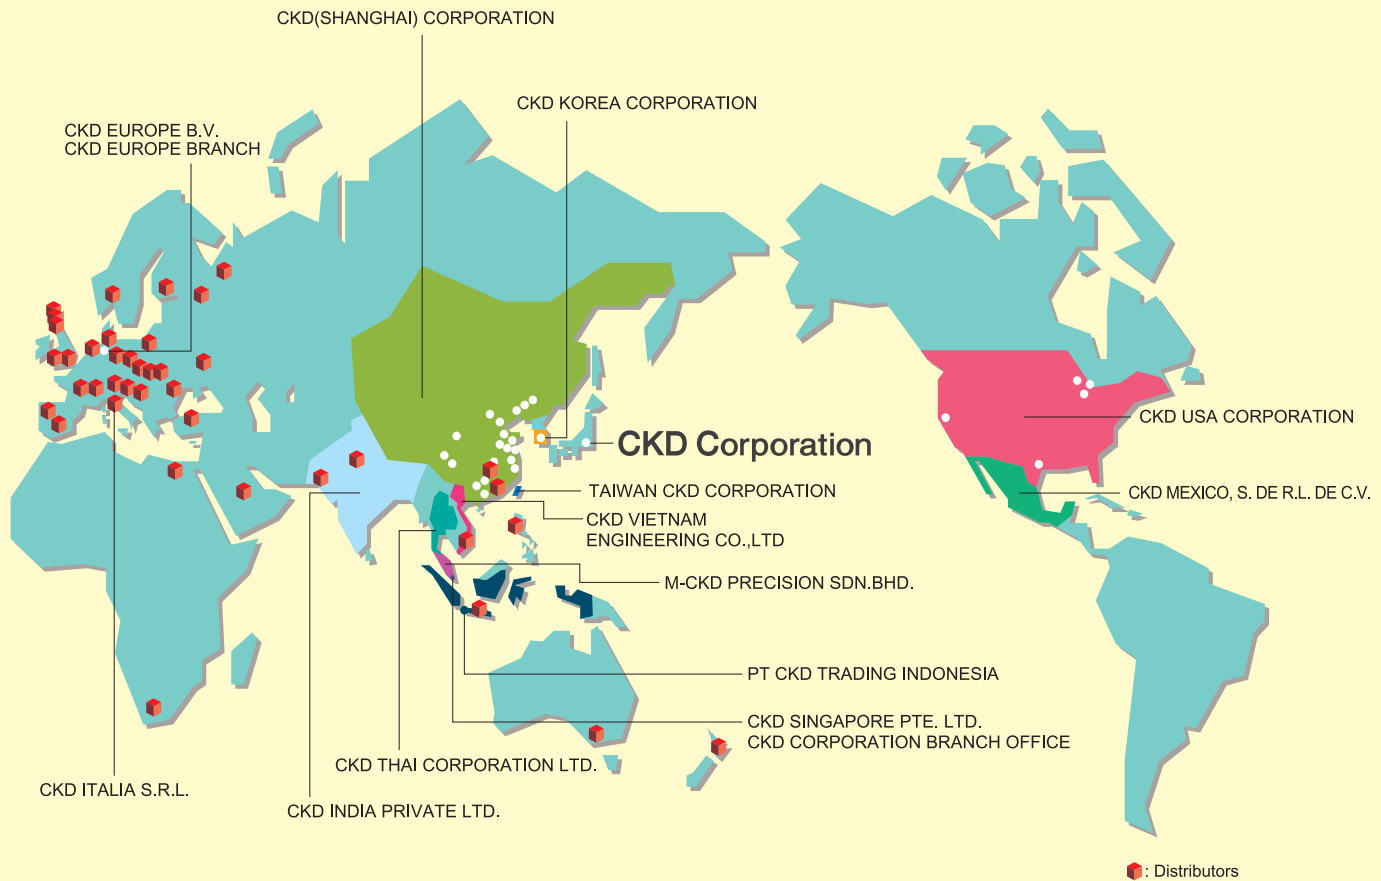 CKD(SHANGHAI) CORPORATION
CKD KOREA CORPORATION
CKD EUROPE B.V.
CKD EUROPE BRANCH
CKD USA CORPORATION
CKD Corporation
TAIWAN CKD CORPORATION
CKD MEXICO, S. DE R.L. DE C.V.
CKD VIETNAM
ENGINEERING CO.,LTD
M-CKD PRECISION SDN.BHD.
PT CKD TRADING INDONESIA
CKD SINGAPORE PTE. LTD.
CKD CORPORATION BRANCH OFFICE
CKD THAI CORPORATION LTD.
CKD ITALIA S.R.L.
CKD INDIA PRIVATE LTD.
: Distributors